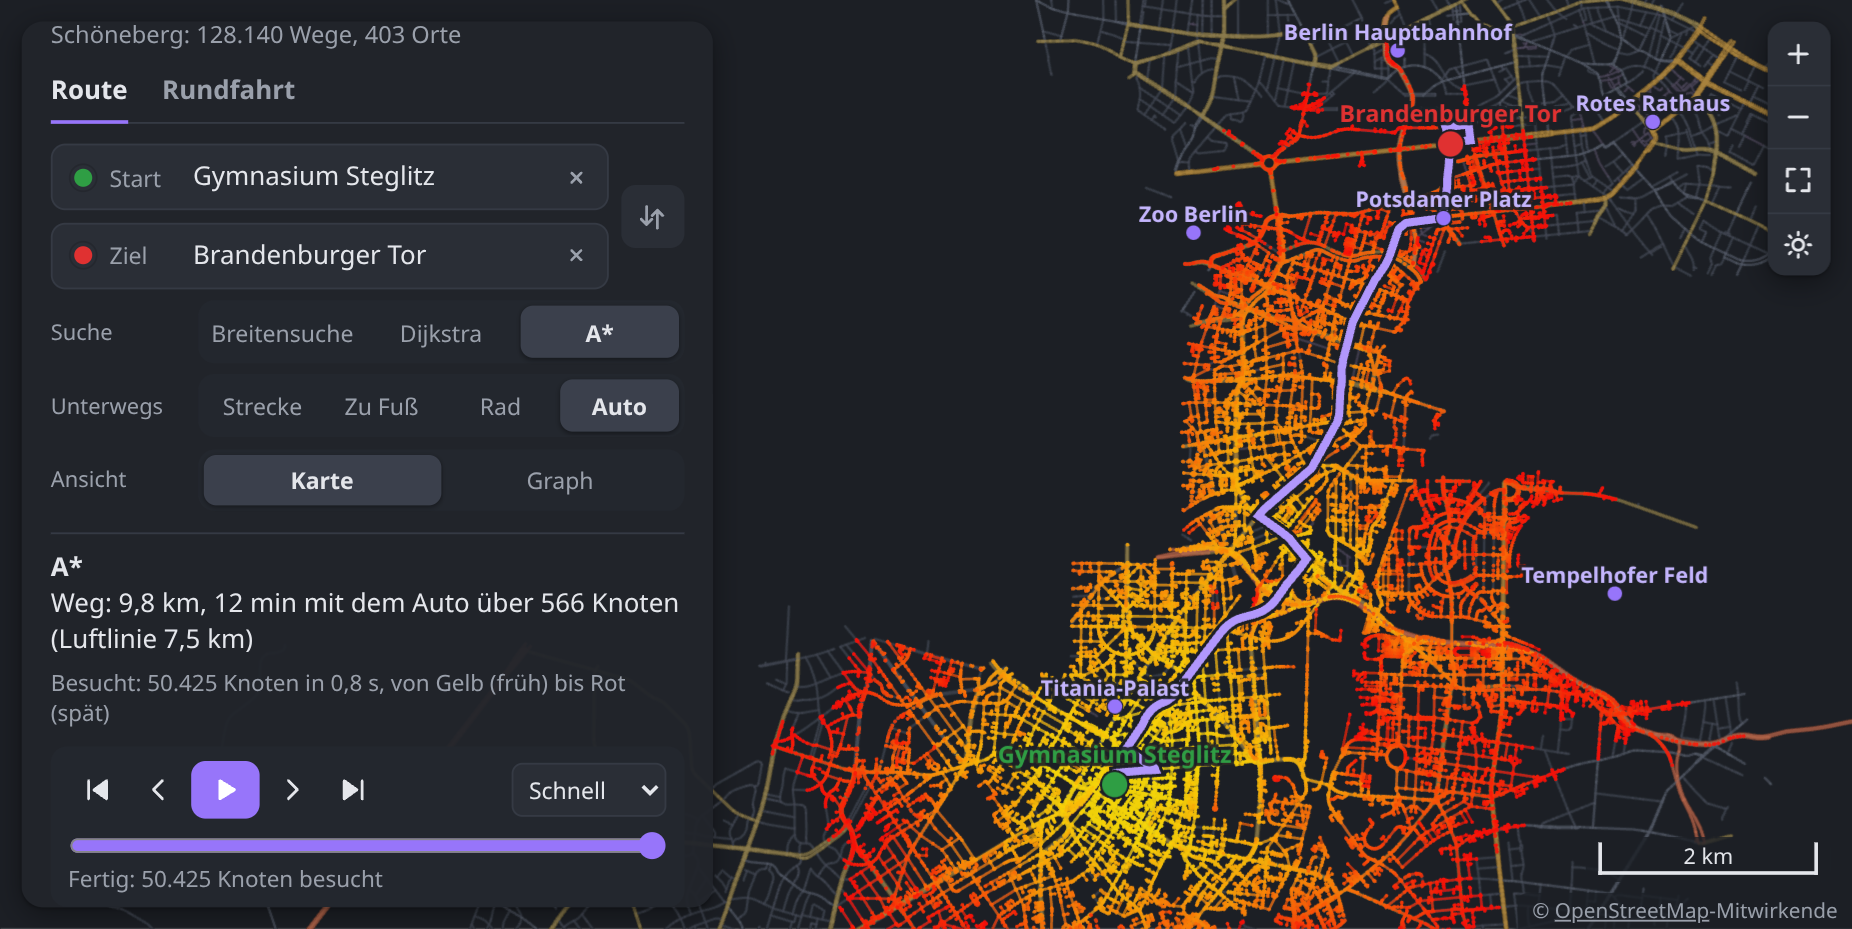 Schöneberg: 128.140 Wege, 403 Orte
Route Rundfahrt
Start Gymnasium Steglitz ×
Ziel Brandenburger Tor ×
Suche Breitensuche Dijkstra A*
Unterwegs Strecke Zu Fuß Rad Auto
Ansicht Karte Graph
A*
Weg: 9,8 km, 12 min mit dem Auto über 566 Knoten
(Luftlinie 7,5 km)
Besucht: 50.425 Knoten in 0,8 s, von Gelb (früh) bis Rot
(spät)
Schnell
Fertig: 50.425 Knoten besucht
Berlin Hauptbahnhof
Brandenburger Tor
Rotes Rathaus
Zoo Berlin
Potsdamer Platz
Tempelhofer Feld
Titania-Palast
Gymnasium Steglitz
2 km
© OpenStreetMap-Mitwirkende